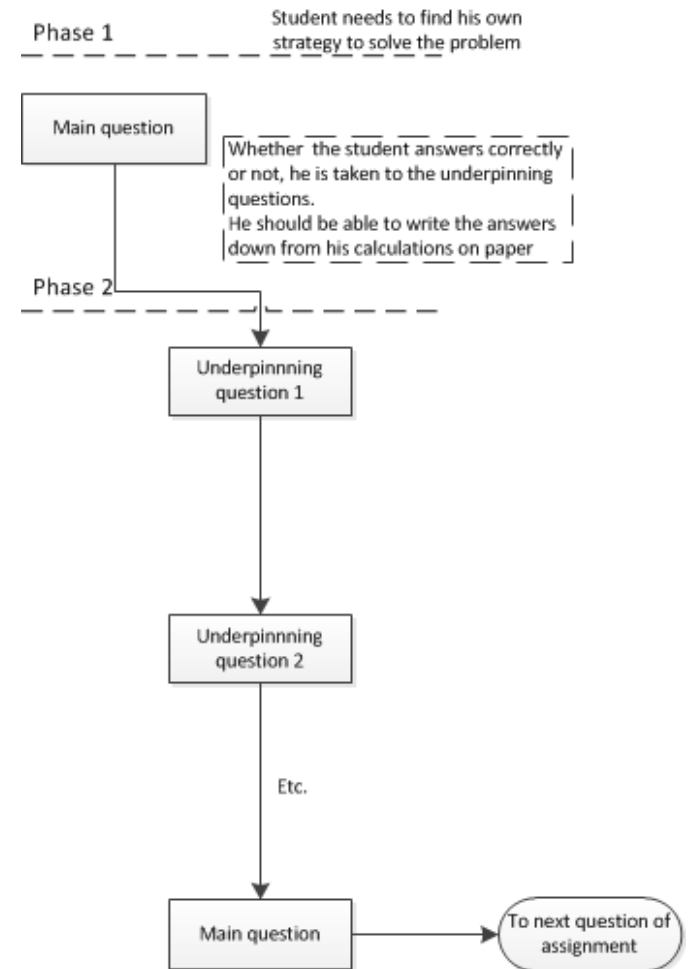 Phase 1
Student needs to find his own
strategy to solve the problem
Main question
Whether the student answers correctly
or not, he is taken to the underpinning
questions.
He should be able to write the answers
down from his calculations on paper
Phase 2
Underpinnning
question 1
Underpinnning
question 2
Etc.
Main question
To next question of
assignment